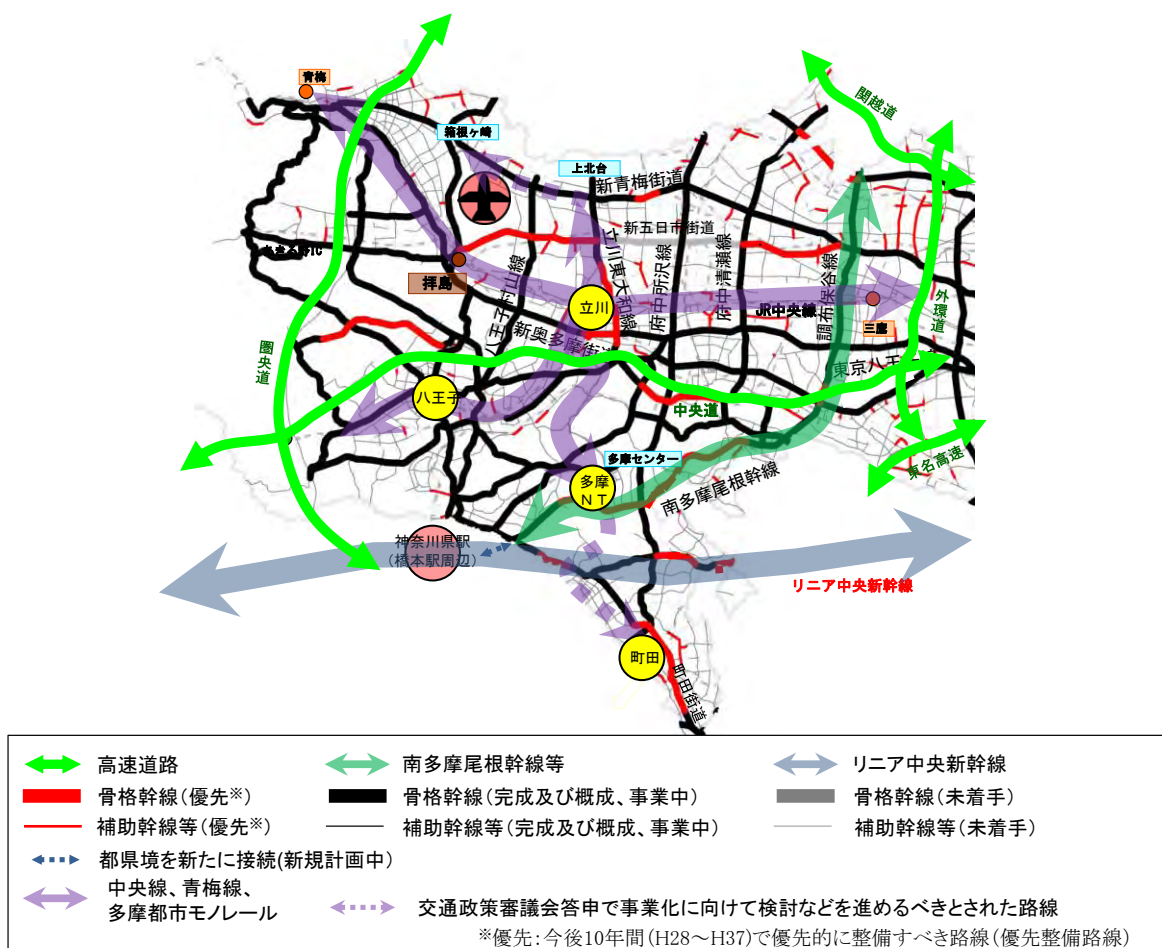 青梅
関越道
箱根ヶ崎
上北台
新青梅街道
新五日市街道
あきる野IC
拝島
八王子村山線
立川東大和線
府中所沢線
府中清瀬線
調布保谷線
立川
JR中央線
三鷹
外環道
新奥多摩街道
圏央道
東京八王子
八王子
中央道
東名高速
多摩センター
多摩
NT
南多摩尾根幹線
神奈川県駅
(橋本駅周辺)
リニア中央新幹線
町田
町田街道
高速道路
南多摩尾根幹線等
リニア中央新幹線
骨格幹線(優先※)
骨格幹線(完成及び概成、事業中)
骨格幹線(未着手)
補助幹線等(優先※)
補助幹線等(完成及び概成、事業中)
補助幹線等(未着手)
都県境を新たに接続(新規計画中)
中央線、青梅線、
多摩都市モノレール
交通政策審議会答申で事業化に向けて検討などを進めるべきとされた路線
※優先:今後10年間(H28~H37)で優先的に整備すべき路線(優先整備路線)